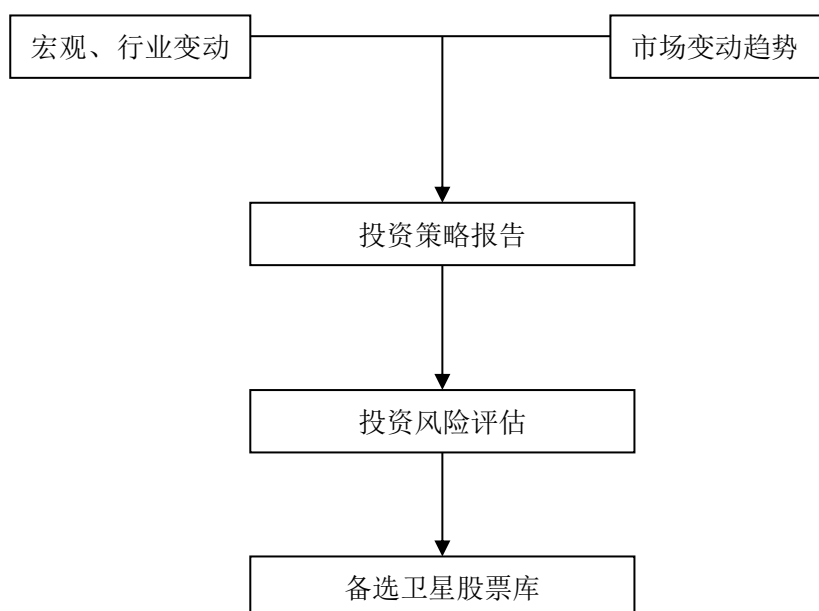 宏观、行业变动
市场变动趋势
投资策略报告
投资风险评估
备选卫星股票库